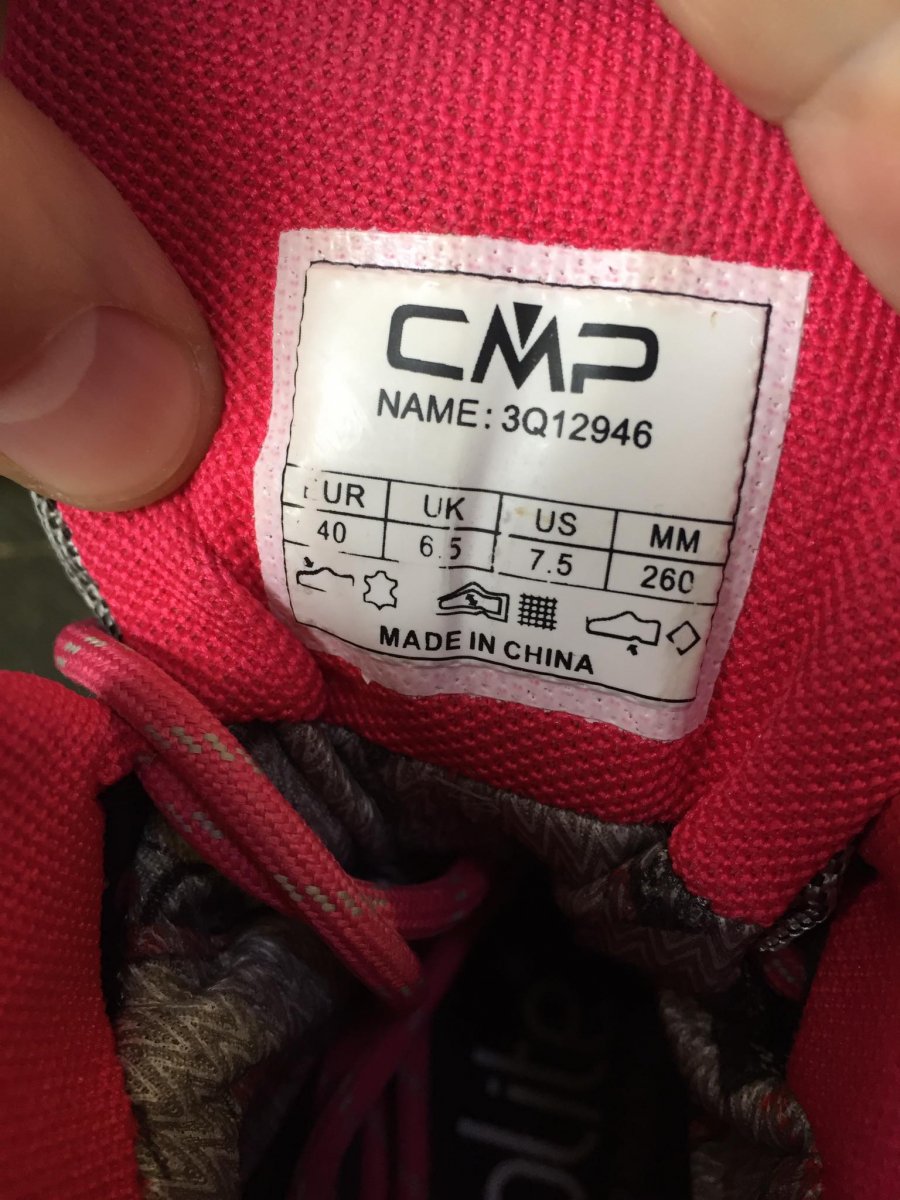 CMP
NAME: 3Q12946
UR UK US MM
40 6.5 7.5 260
MADE IN CHINA